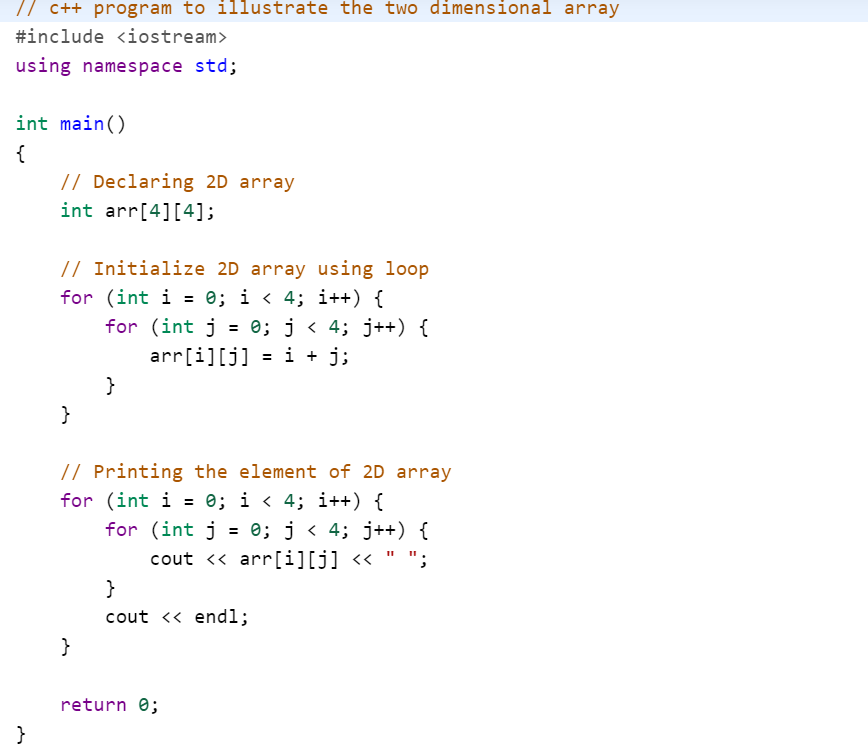 // c++ program to illustrate the two dimensional array
#include <iostream>
using namespace std;

int main()
{
    // Declaring 2D array
    int arr[4][4];

    // Initialize 2D array using loop
    for (int i = 0; i < 4; i++) {
        for (int j = 0; j < 4; j++) {
            arr[i][j] = i + j;
        }
    }

    // Printing the element of 2D array
    for (int i = 0; i < 4; i++) {
        for (int j = 0; j < 4; j++) {
            cout << arr[i][j] << " ";
        }
        cout << endl;
    }

    return 0;
}